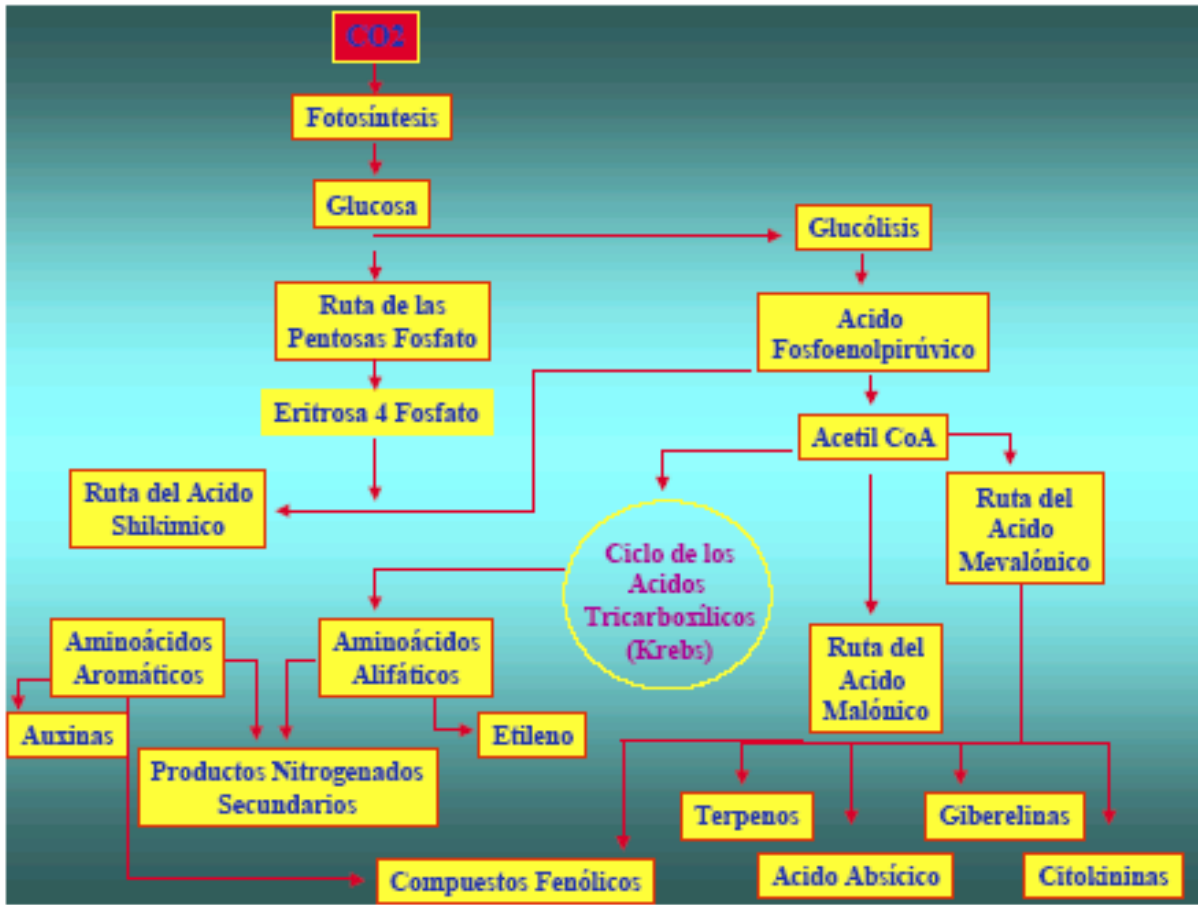 CO2
Fotosíntesis
Glucosa
Glucólisis
Ruta de las
Pentosas Fosfato
Acido
Fosfoenolpirúvico
Eritrosa 4 Fosfato
Acetil CoA
Ruta del Acido
Shikimico
Ruta del
Acido
Mevalónico
Ciclo de los
Acidos
Tricarboxílicos
(Krebs)
Aminoácidos
Aromáticos
Aminoácidos
Alifáticos
Ruta del
Acido
Malónico
Auxinas
Etileno
Productos Nitrogenados
Secundarios
Terpenos
Giberelinas
Compuestos Fenólicos
Acido Absícico
Citokininas